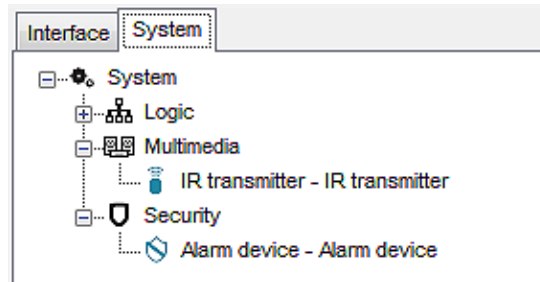 Interface System
System
Logic
Multimedia
IR transmitter - IR transmitter
Security
Alarm device - Alarm device